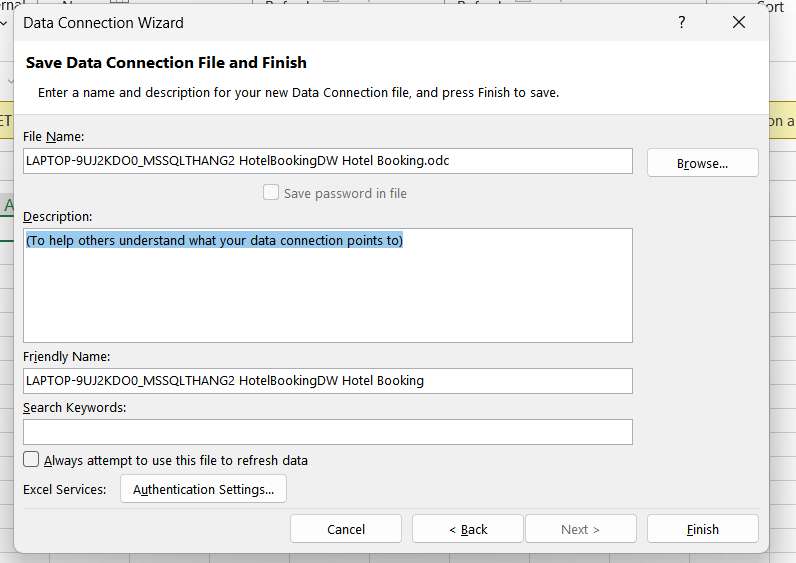 Sort
Data Connection Wizard
?
Save Data Connection File and Finish
Enter a name and description for your new Data Connection file, and press Finish to save.
on a
File Name:
LAPTOP-9UJ2KDO0_MSSQLTHANG2 HotelBookingDW Hotel Booking.odc
Browse...
Save password in file
A
Description:
(To help others understand what your data connection points to)
Friendly Name:
LAPTOP-9UJ2KDO0_MSSQLTHANG2 HotelBookingDW Hotel Booking
Search Keywords:
Always attempt to use this file to refresh data
Excel Services:
Authentication Settings...
Cancel
< Back
Next >
Finish